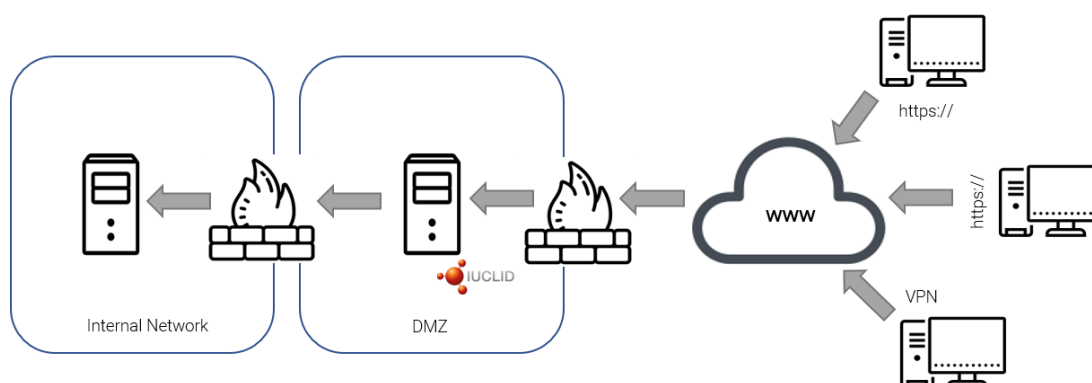 https://
https://
www
IUCLID
VPN
Internal Network
DMZ